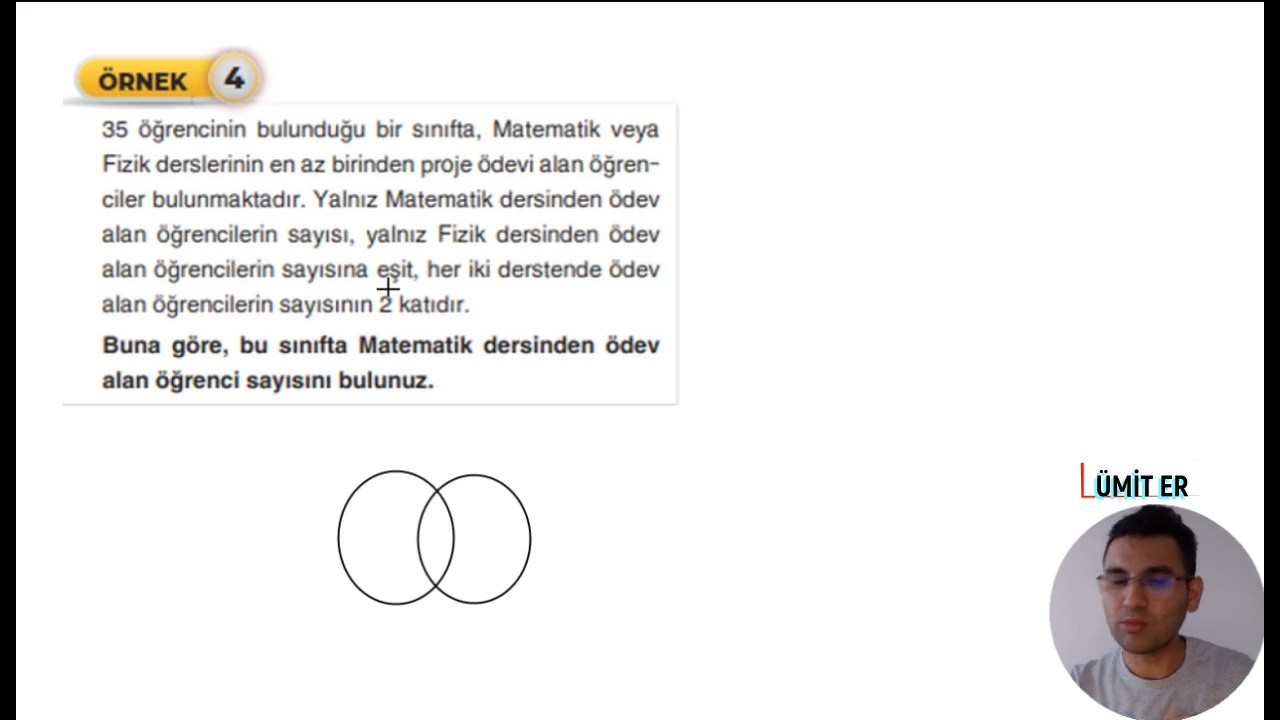 ÖRNEK 4
35 öğrencinin bulunduğu bir sınıfta, Matematik veya
Fizik derslerinin en az birinden proje ödevi alan öğren-
ciler bulunmaktadır. Yalnız Matematik dersinden ödev
alan öğrencilerin sayısı, yalnız Fizik dersinden ödev
alan öğrencilerin sayısına eşit, her iki derstende ödev
alan öğrencilerin sayısının 2 katıdır.
Buna göre, bu sınıfta Matematik dersinden ödev
alan öğrenci sayısını bulunuz.
ÜMİT ER